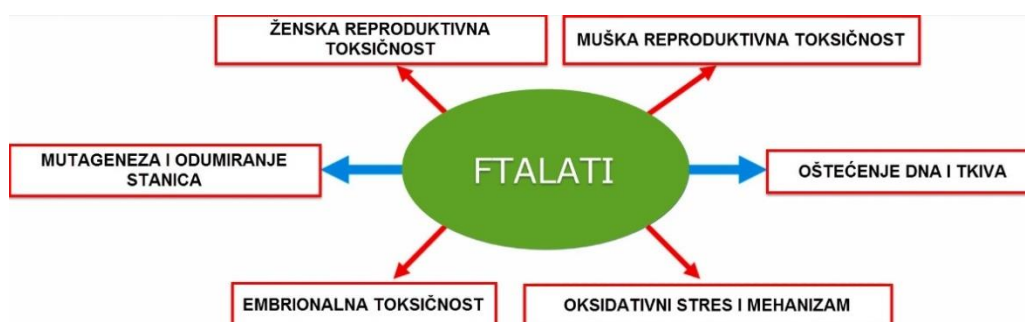 ŽENSKA REPRODUKTIVNA
TOKSIČNOST
MUŠKA REPRODUKTIVNA TOKSIČNOST
MUTAGENEZA I ODUMIRANJE
STANICA
FTALATI
OŠTEĆENJE DNA I TKIVA
EMBRIONALNA TOKSIČNOST
OKSIDATIVNI STRES I MEHANIZAM